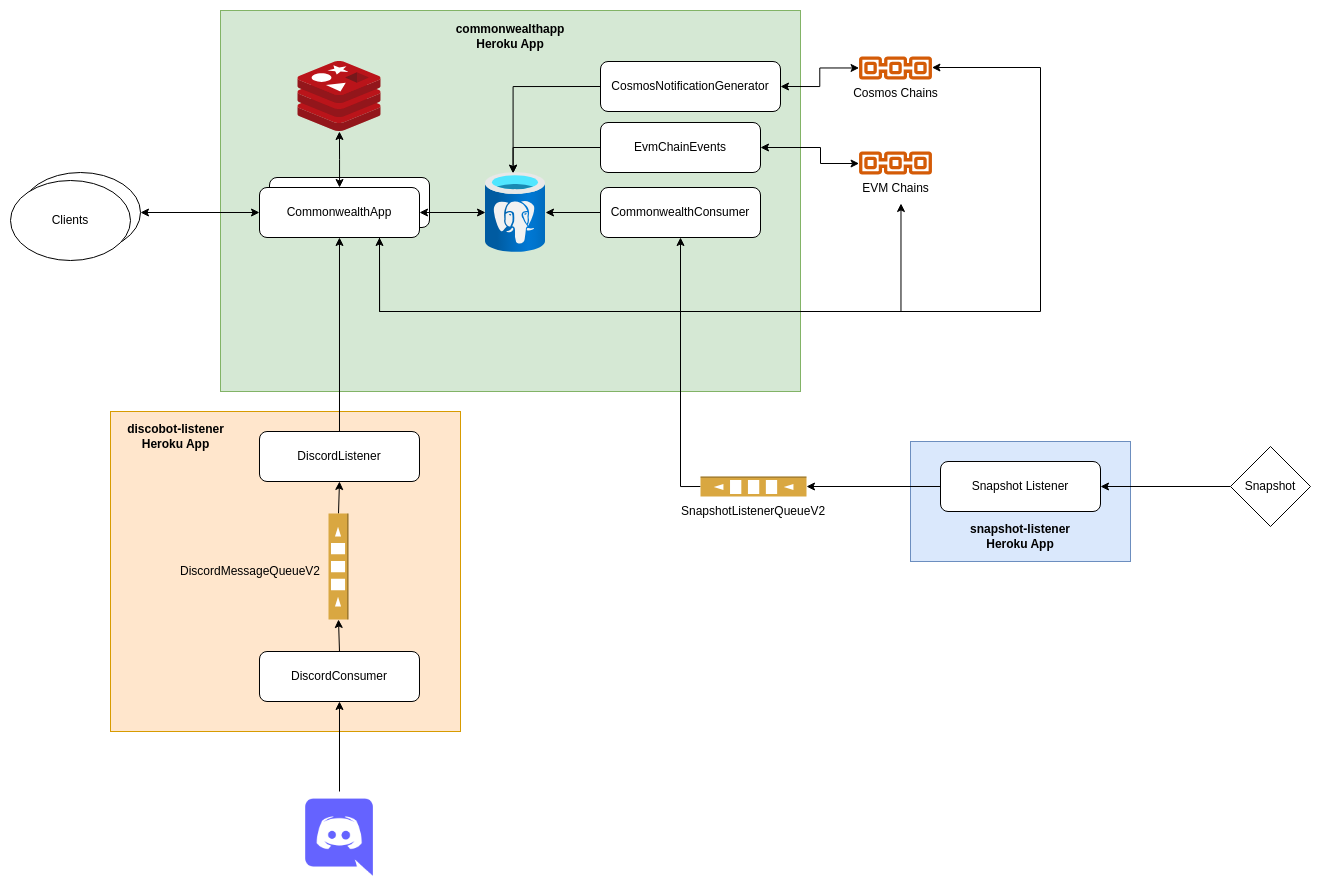 commonwealthapp
Heroku App
CosmosNotificationGenerator
Cosmos Chains
EvmChainEvents
EVM Chains
Clients
CommonwealthApp
CommonwealthConsumer
discobot-listener
Heroku App
DiscordListener
DiscordMessageQueueV2
DiscordConsumer
SnapshotListenerQueueV2
Snapshot Listener
snapshot-listener
Heroku App
Snapshot